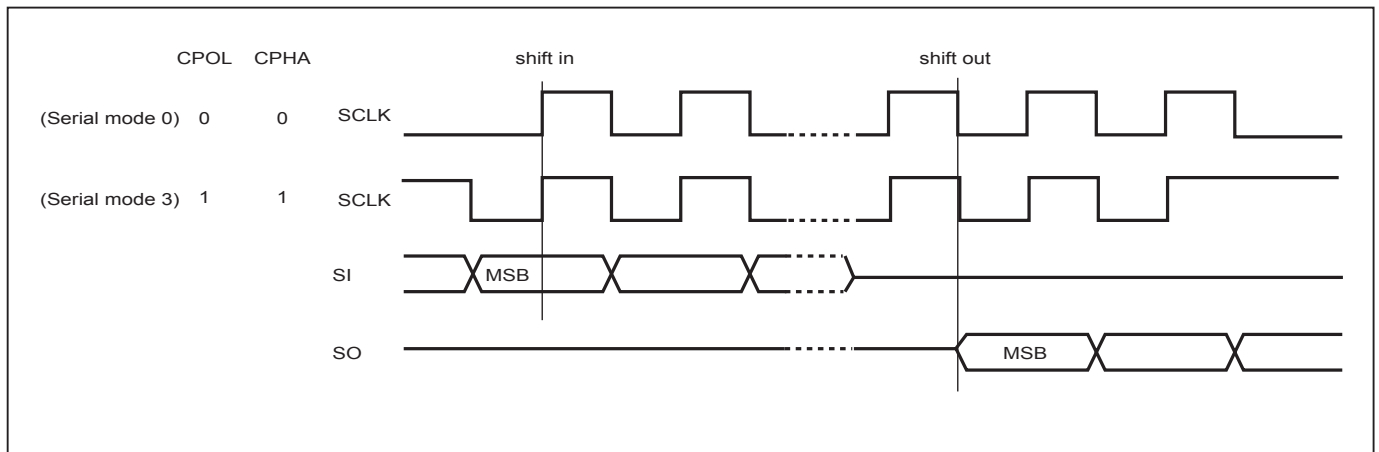 CPOL CPHA shift in shift out
(Serial mode 0) 0 0 SCLK
(Serial mode 3) 1 1 SCLK
SI MSB
SO MSB